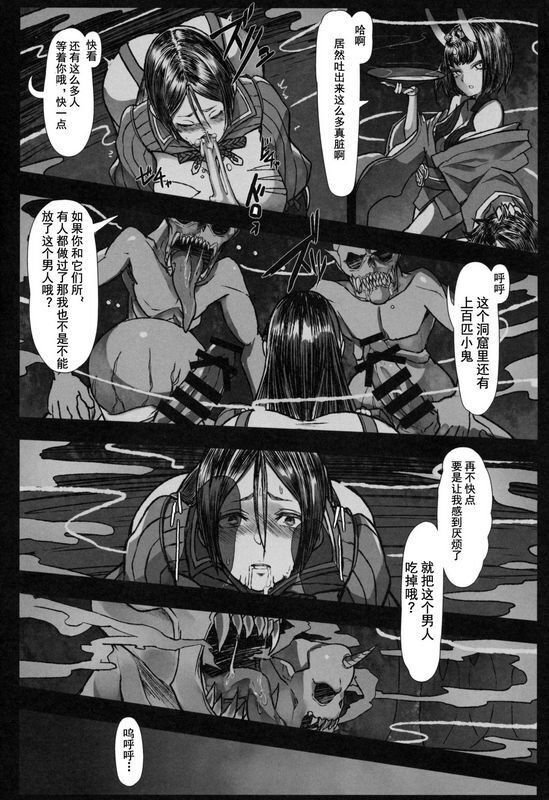 哈啊
居然吐出来这么多真脏啊
快看
还有这么多人
等着你哦，快一点
呼呼
这个洞窟里还有
上百匹小鬼
如果你和它们所
有人都做过了那我也不是不能
放了这个男人哦？
再不快点
要是让我感到厌烦了
就把这个男人
吃掉哦？
呜呼呼…